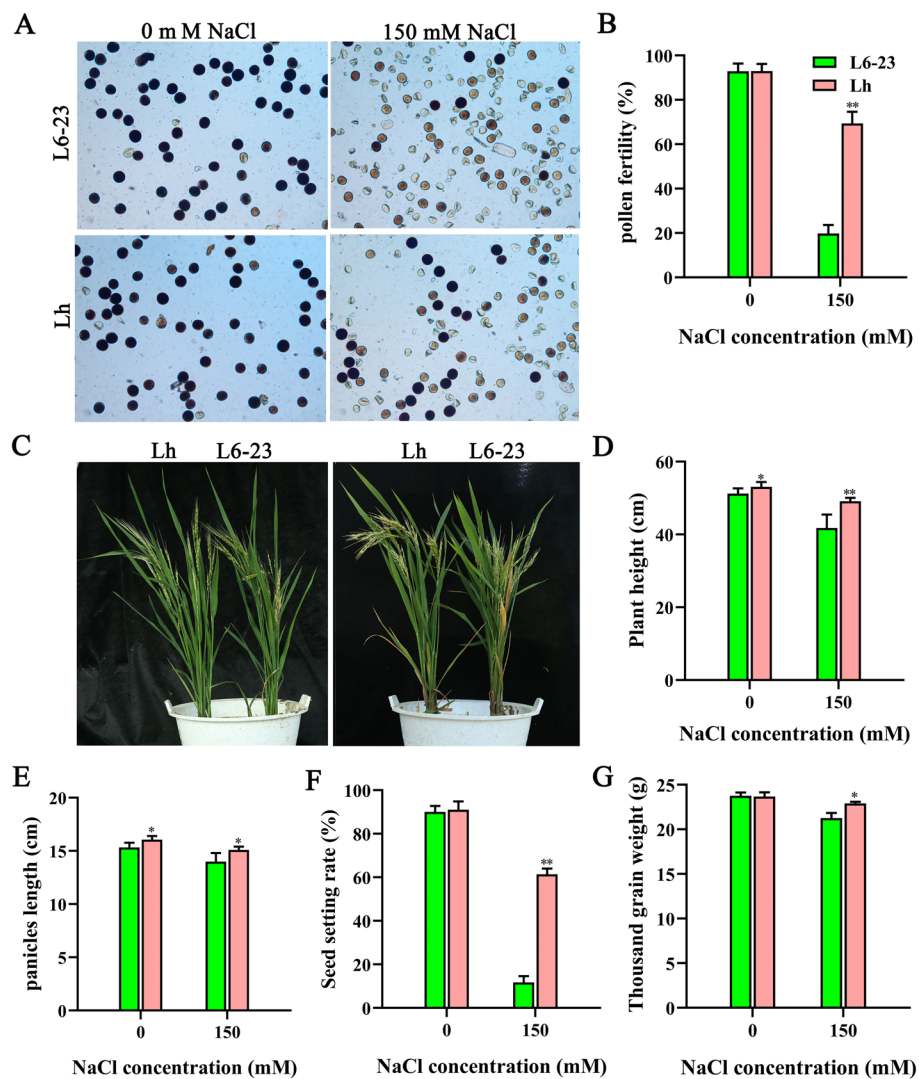 A
0 m M NaCl
150 mM NaCl
L6-23
Lh
B
pollen fertility (%)
100
80
60
40
20
0
L6-23
Lh
**
0
150
NaCl concentration (mM)
C
Lh
L6-23
Lh
L6-23
D
Plant height (cm)
60
40
20
0
*
**
0
150
NaCl concentration (mM)
E
panicles length (cm)
20
15
10
5
0
*
*
0
150
NaCl concentration (mM)
F
Seed setting rate (%)
100
80
60
40
20
0
**
0
150
NaCl concentration (mM)
G
Thousand grain weight (g)
25
20
15
10
5
0
*
0
150
NaCl concentration (mM)